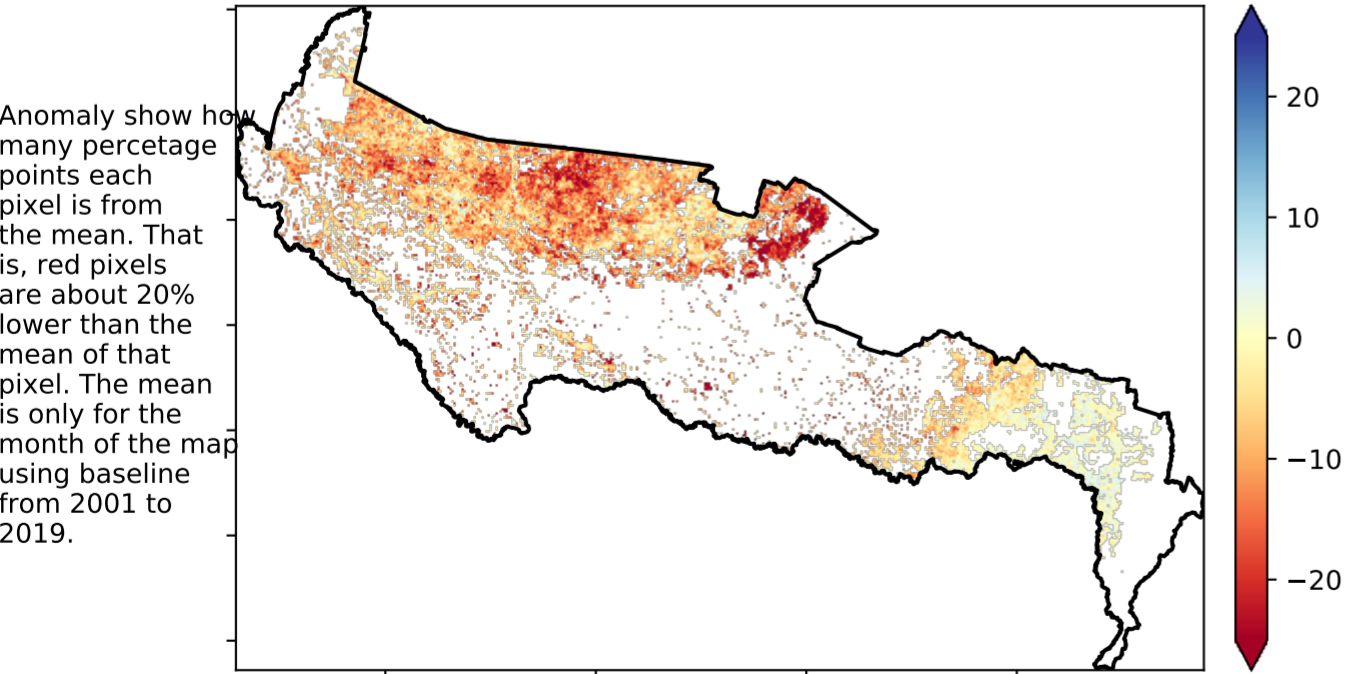 Anomaly show how
many percetage
points each
pixel is from
the mean. That
is, red pixels
are about 20%
lower than the
mean of that
pixel. The mean
is only for the
month of the map
using baseline
from 2001 to
2019.
20
10
0
−10
−20